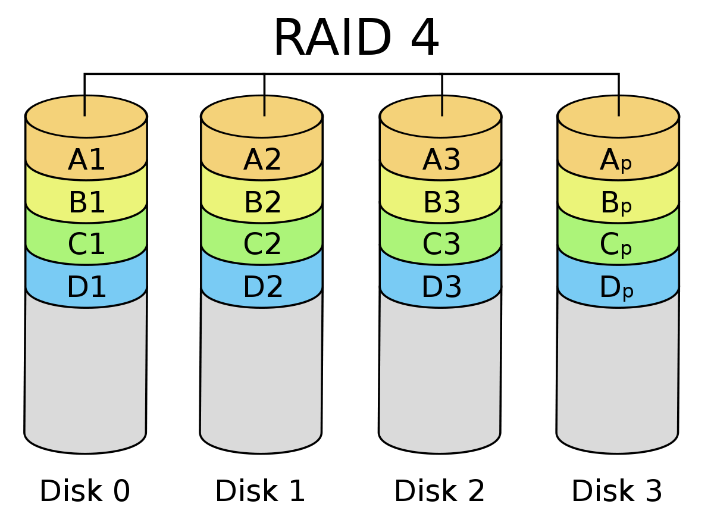 RAID 4
A1 A2 A3 Ap
B1 B2 B3 Bp
C1 C2 C3 Cp
D1 D2 D3 Dp
Disk 0 Disk 1 Disk 2 Disk 3